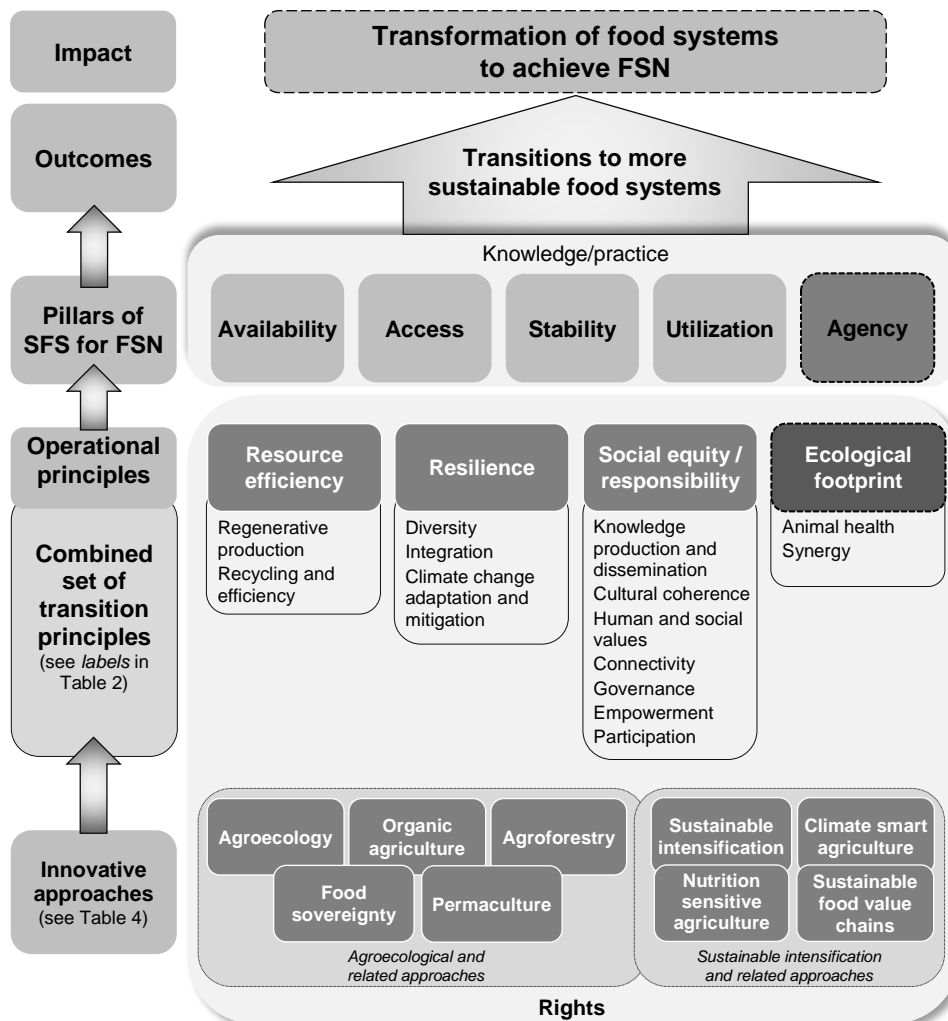 Impact
Transformation of food systems
to achieve FSN
Outcomes
Transitions to more
sustainable food systems
Knowledge/practice
Pillars of
SFS for FSN
Availability
Access
Stability
Utilization
Agency
Operational
principles
Resource
efficiency
Resilience
Social equity /
responsibility
Ecological
footprint
Combined
set of
transition
principles
(see labels in
Table 2)
Regenerative
production
Recycling and
efficiency
Diversity
Integration
Climate change
adaptation and
mitigation
Knowledge
production and
dissemination
Cultural coherence
Human and social
values
Connectivity
Governance
Empowerment
Participation
Animal health
Synergy
Innovative
approaches
(see Table 4)
Agroecology
Organic
agriculture
Agroforestry
Food
sovereignty
Permaculture
Agroecological and
related approaches
Sustainable
intensification
Climate smart
agriculture
Nutrition
sensitive
agriculture
Sustainable
food value
chains
Sustainable intensification
and related approaches
Rights